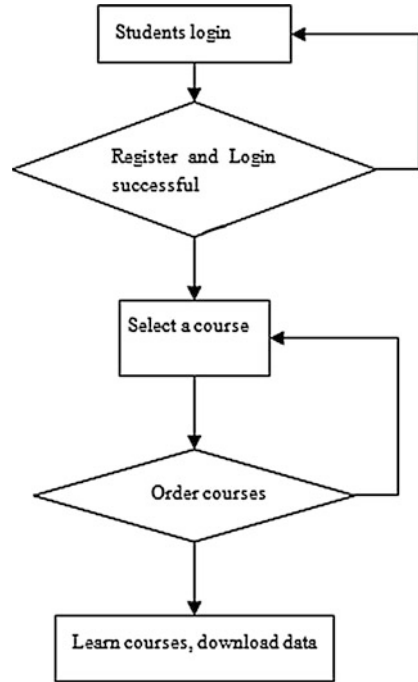 Students login
Register and Login
successful
Select a course
Order courses
Learn courses, download data